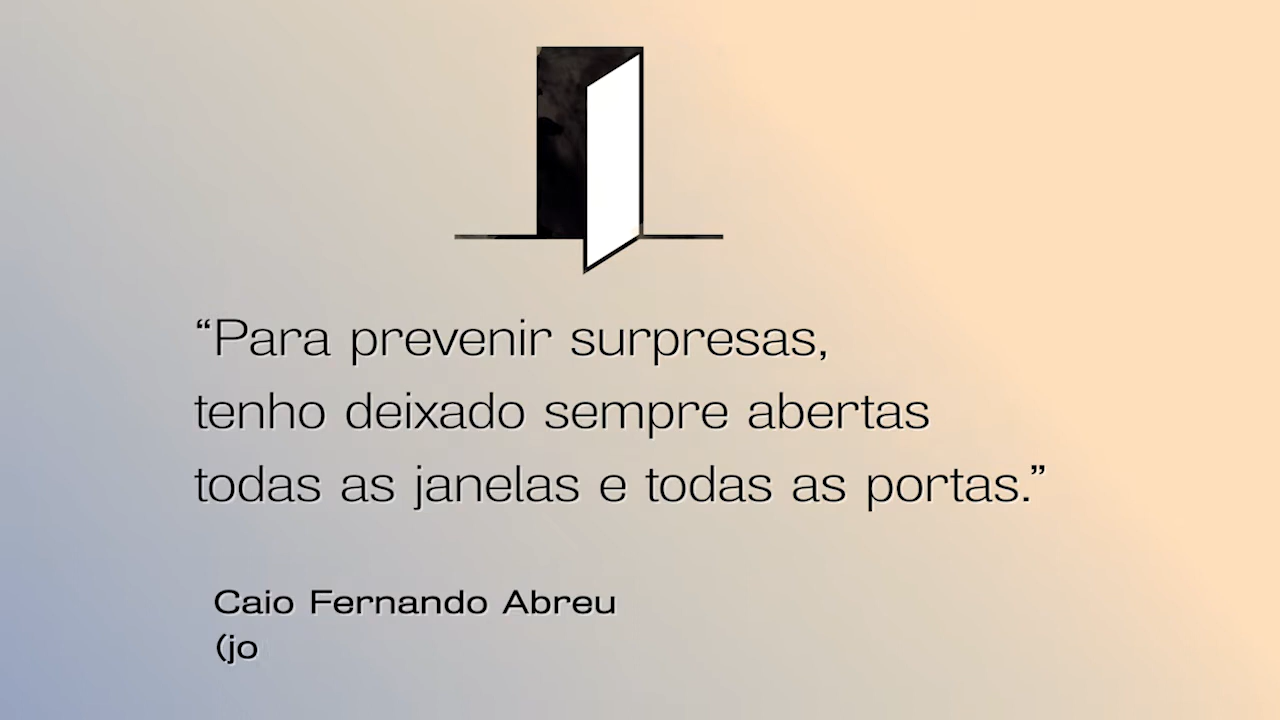 “Para prevenir surpresas,
tenho deixado sempre abertas
todas as janelas e todas as portas.”
Caio Fernando Abreu
(jo